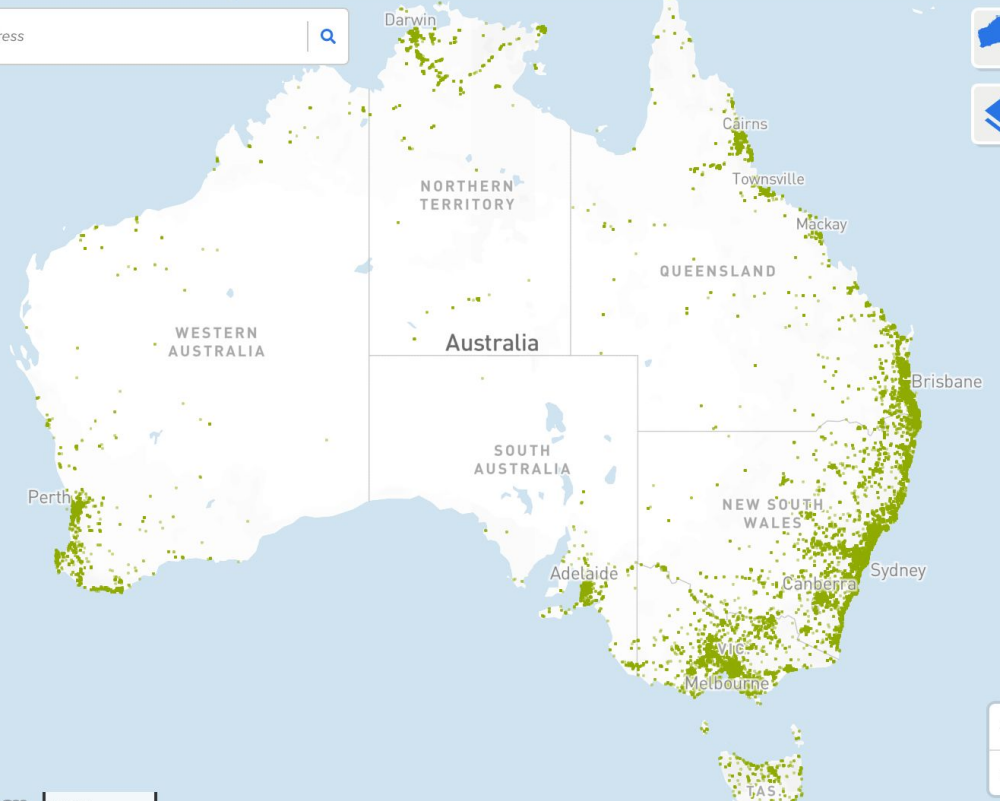 Darwin
ress
Cairns
Townsville
NORTHERN
TERRITORY
Mackay
QUEENSLAND
WESTERN
AUSTRALIA
Australia
Brisbane
SOUTH
AUSTRALIA
Perth
NEW SOUTH
WALES
Sydney
Adelaide
Canberra
VIC.
Melbourne
TAS.